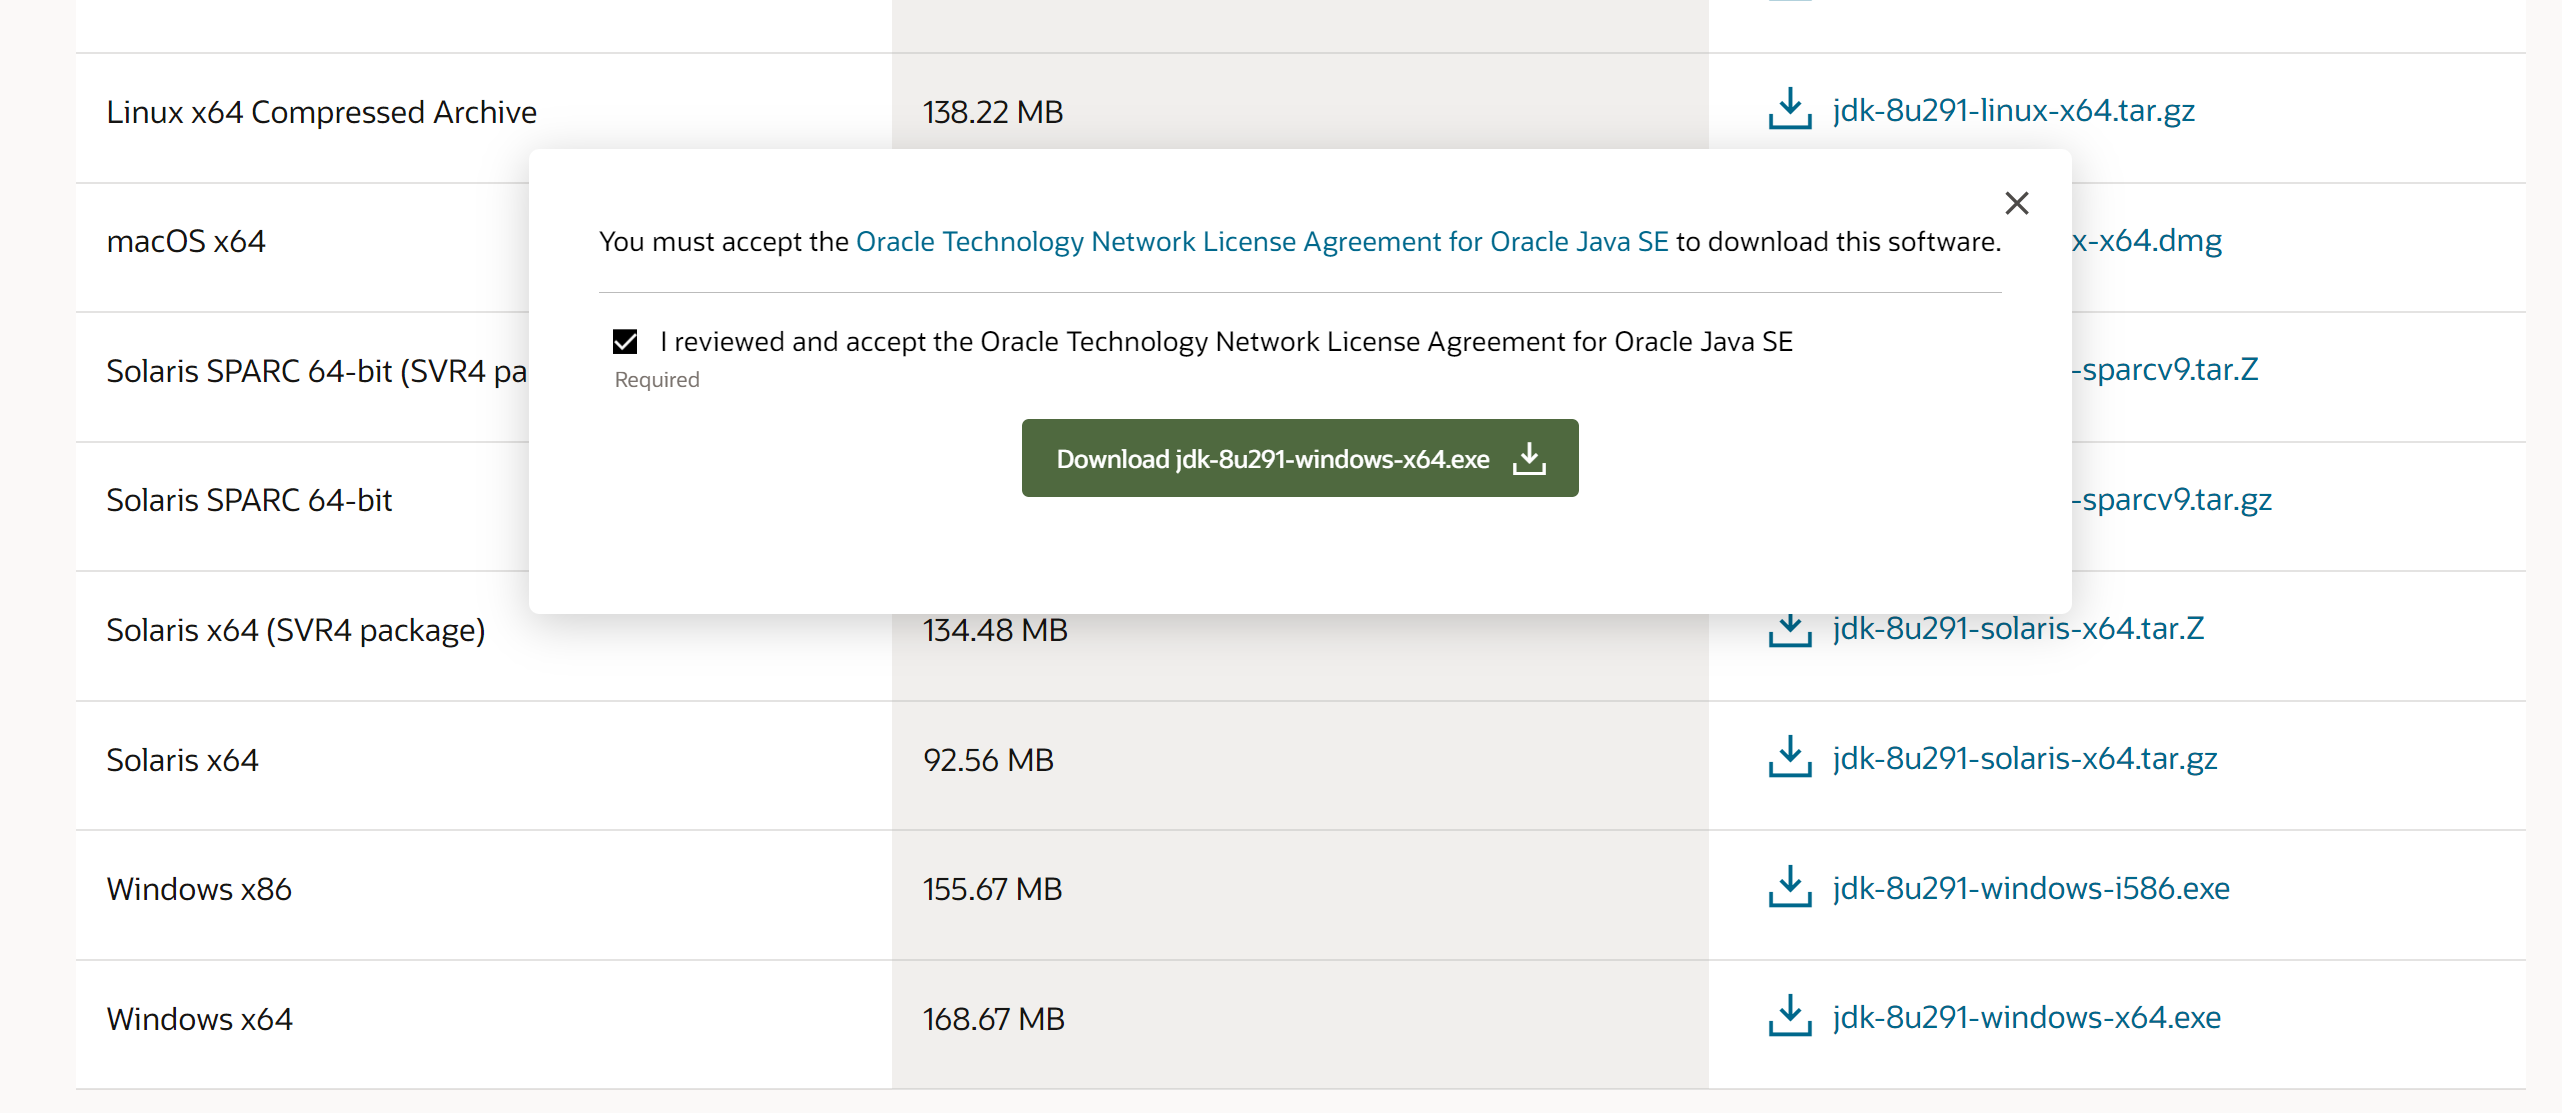 Linux x64 Compressed Archive
138.22 MB
jdk-8u291-linux-x64.tar.gz
You must accept the Oracle Technology Network License Agreement for Oracle Java SE to download this software.
macOS x64
x-x64.dmg
I reviewed and accept the Oracle Technology Network License Agreement for Oracle Java SE
Required
Solaris SPARC 64-bit (SVR4 pa
-sparcv9.tar.Z
Download jdk-8u291-windows-x64.exe
Solaris SPARC 64-bit
-sparcv9.tar.gz
Solaris x64 (SVR4 package)
134.48 MB
jdk-8u291-solaris-x64.tar.Z
Solaris x64
92.56 MB
jdk-8u291-solaris-x64.tar.gz
Windows x86
155.67 MB
jdk-8u291-windows-i586.exe
Windows x64
168.67 MB
jdk-8u291-windows-x64.exe